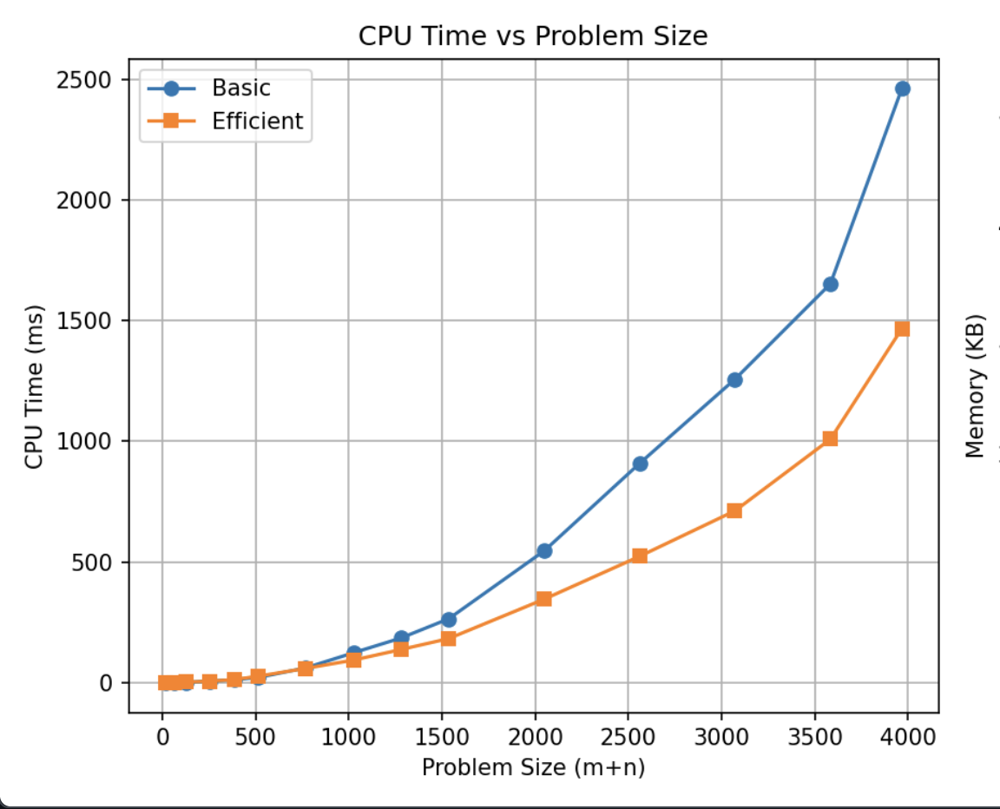 CPU Time vs Problem Size
Basic
Efficient
2500
2000
1500
1000
500
0
CPU Time (ms)
0 500 1000 1500 2000 2500 3000 3500 4000
Problem Size (m+n)
Memory (KB)